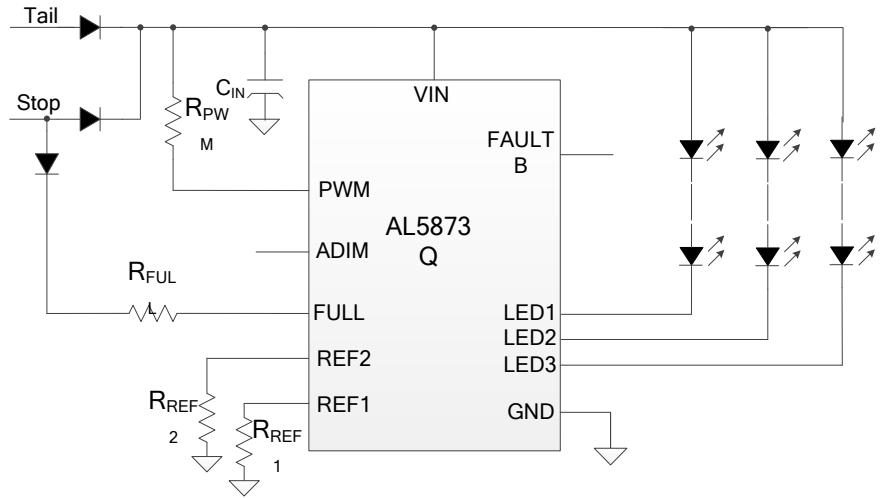 Tail
Stop
CIN
RPW
M
VIN
FAULT
B
PWM
AL5873
Q
ADIM
RFUL
L
FULL
LED1
LED2
LED3
REF2
REF1
GND
RREF
2
RREF
1